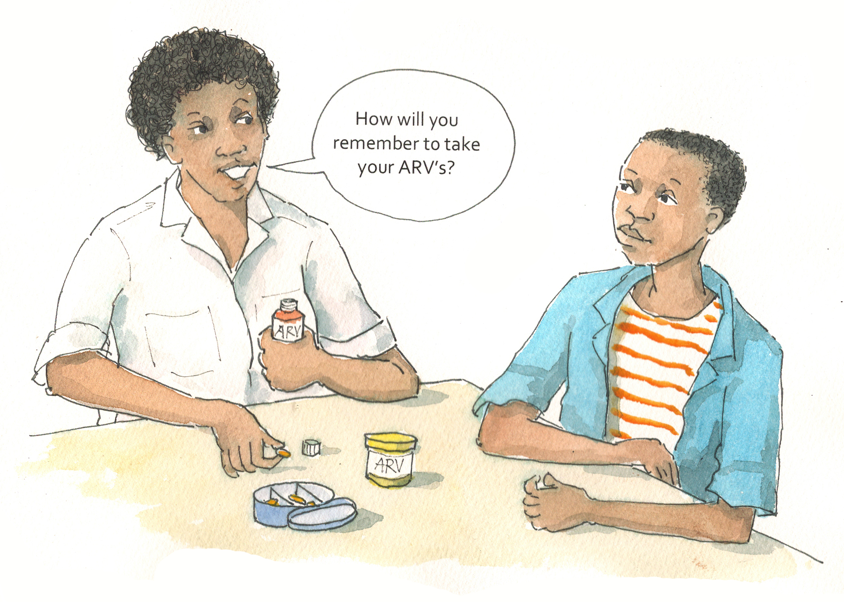 How will you
remember to take
your ARV's?
ARV
ARV